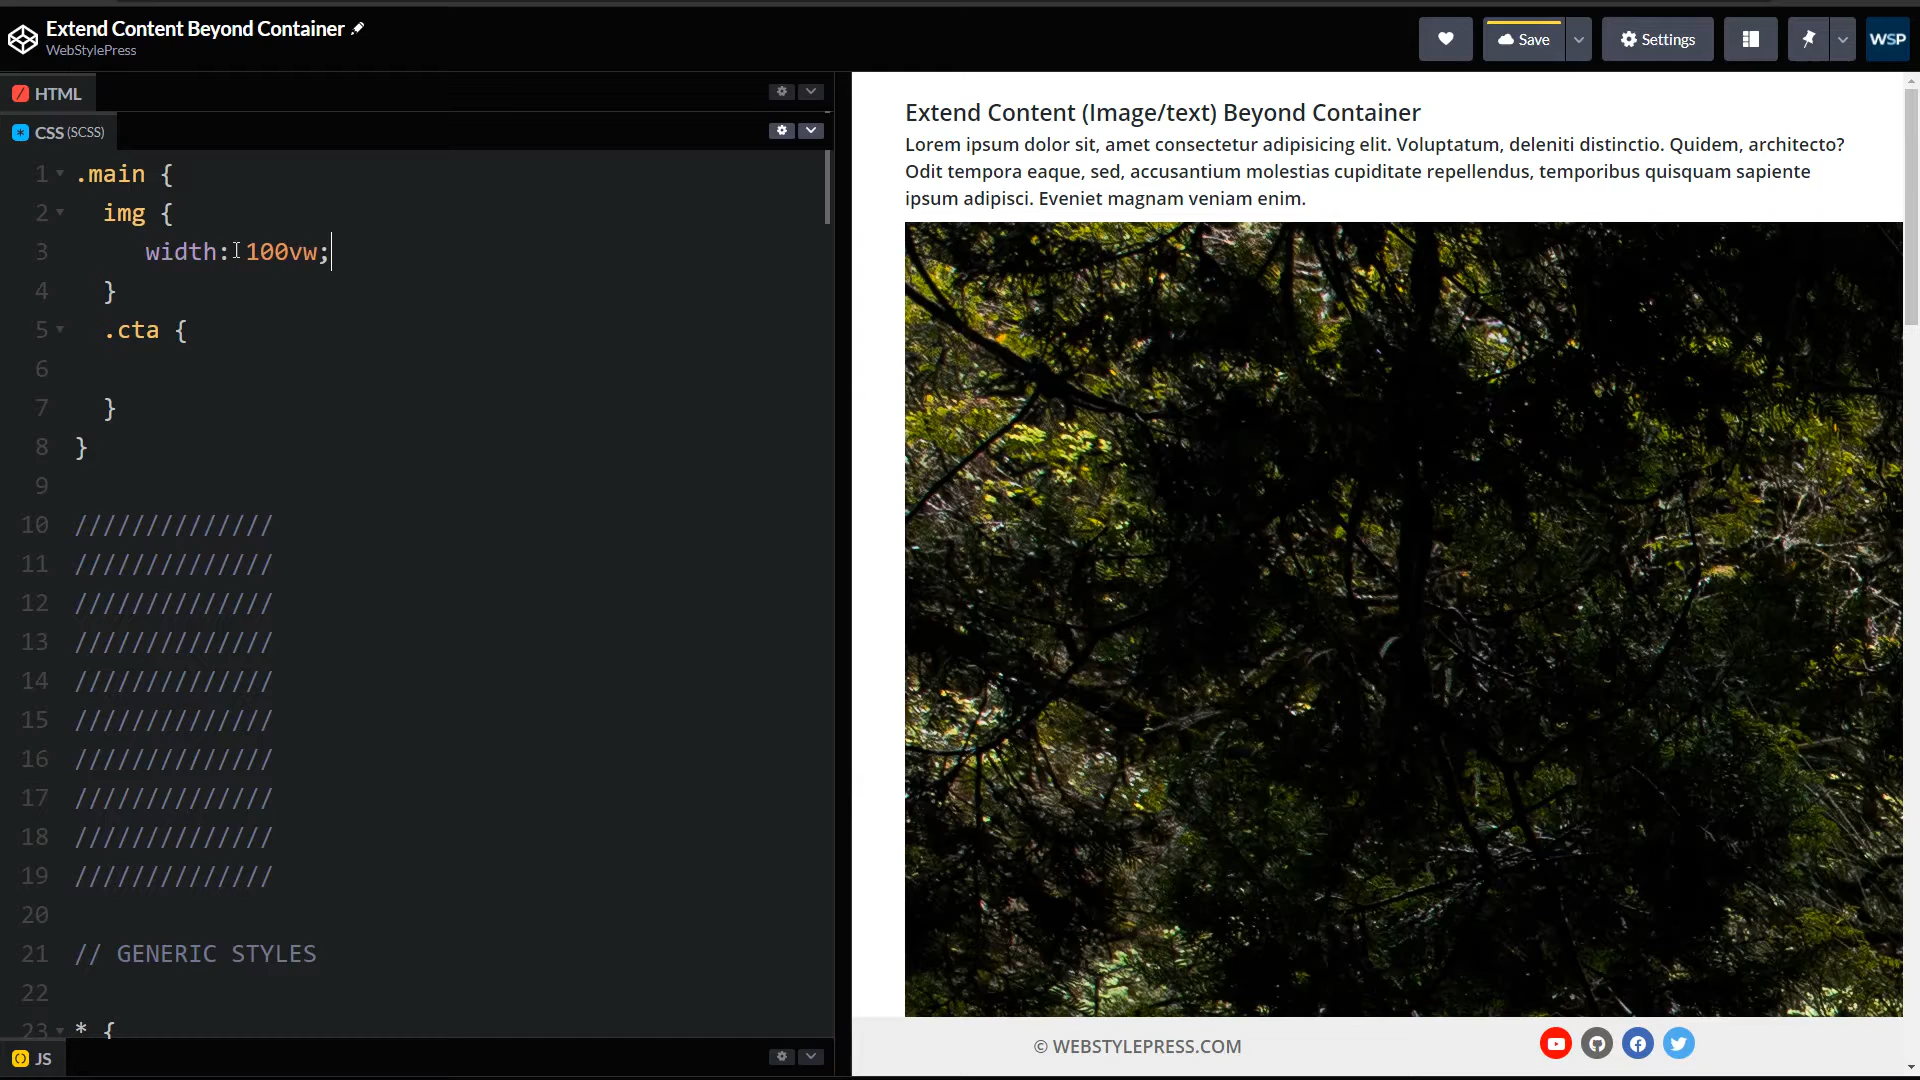 Extend Content Beyond Container
WebStylePress
Save
Settings
WSP
HTML
CSS (SCSS)
1 .main {
2 img {
3 width: 100vw;
4 }
5 .cta {
6
7 }
8 }
9
10 //////////////
11 //////////////
12 //////////////
13 //////////////
14 //////////////
15 //////////////
16 //////////////
17 //////////////
18 //////////////
19 //////////////
20
21 // GENERIC STYLES
22
23 * {
JS
Extend Content (Image/text) Beyond Container
Lorem ipsum dolor sit, amet consectetur adipisicing elit. Voluptatum, deleniti distinctio. Quidem, architecto?
Odit tempora eaque, sed, accusantium molestias cupiditate repellendus, temporibus quisquam sapiente
ipsum adipisci. Eveniet magnam veniam enim.
© WEBSTYLEPRESS.COM